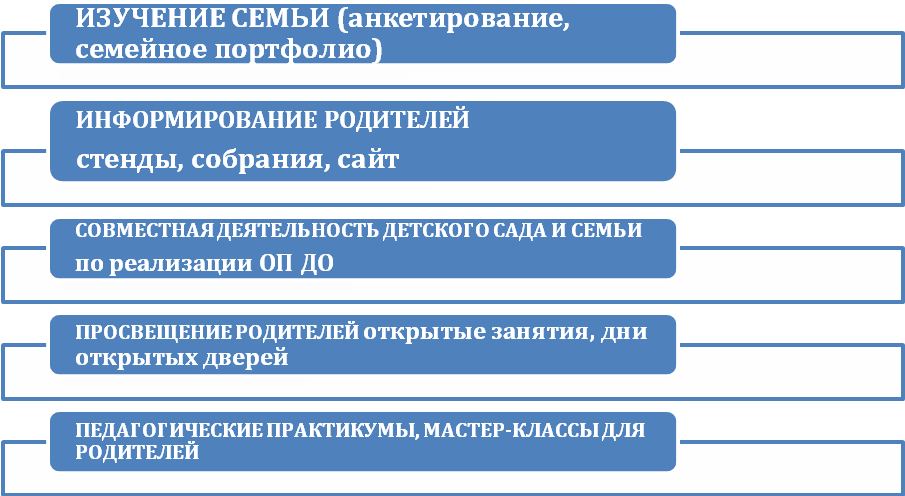 ИЗУЧЕНИЕ СЕМЬИ (анкетирование,
семейное портфолио)
ИНФОРМИРОВАНИЕ РОДИТЕЛЕЙ
стенды, собрания, сайт
СОВМЕСТНАЯ ДЕЯТЕЛЬНОСТЬ ДЕТСКОГО САДА И СЕМЬИ
по реализации ОП ДО
ПРОСВЕЩЕНИЕ РОДИТЕЛЕЙ открытые занятия, дни
открытых дверей
ПЕДАГОГИЧЕСКИЕ ПРАКТИКУМЫ, МАСТЕР-КЛАССЫ ДЛЯ
РОДИТЕЛЕЙ